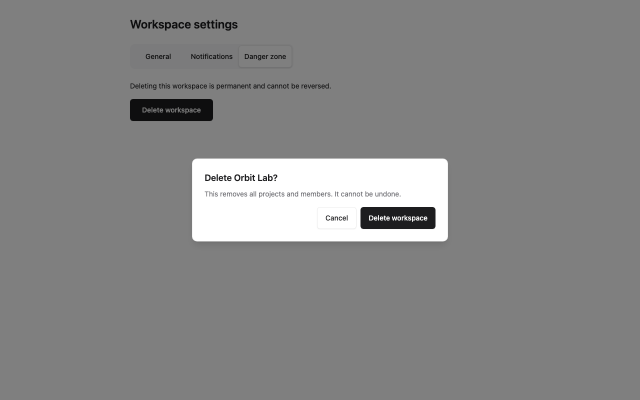 Workspace settings
General Notifications Danger zone
Deleting this workspace is permanent and cannot be reversed.
Delete workspace
Delete Orbit Lab?
This removes all projects and members. It cannot be undone.
Cancel Delete workspace